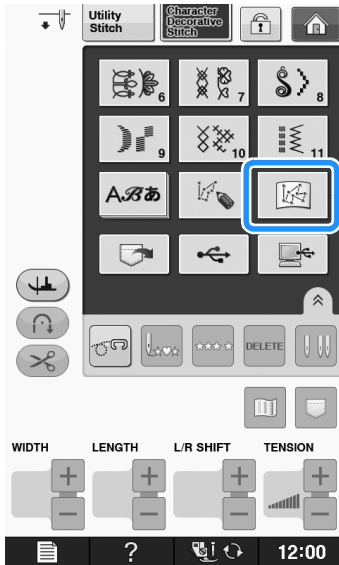 Utility
Stitch
Character
Decorative
Stitch
6
7
8
9
10
11
ABあ
DELETE
WIDTH
LENGTH
L/R SHIFT
TENSION
?
12:00